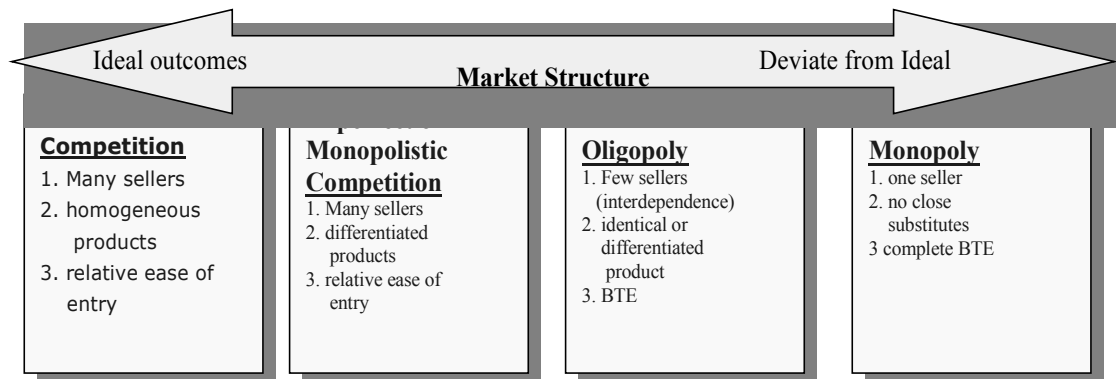 Ideal outcomes
Deviate from Ideal
Market Structure
Competition
1. Many sellers
2. homogeneous
products
3. relative ease of
entry
Monopolistic
Competition
1. Many sellers
2. differentiated
products
3. relative ease of
entry
Oligopoly
1. Few sellers
(interdependence)
2. identical or
differentiated
product
3. BTE
Monopoly
1. one seller
2. no close
substitutes
3 complete BTE